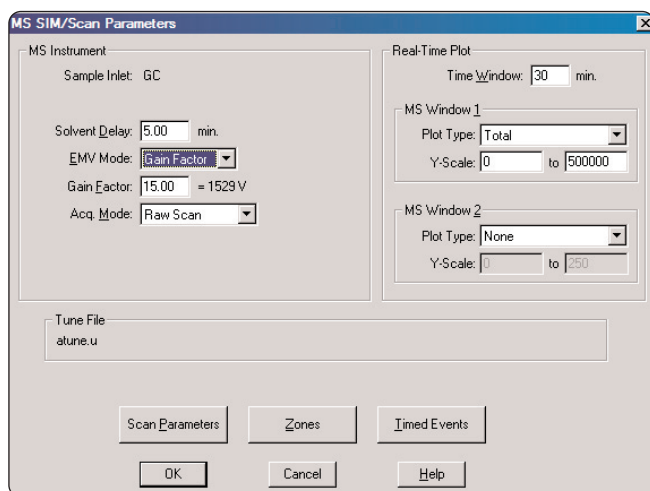 MS SIM/Scan Parameters
MS Instrument
Sample Inlet: GC
Solvent Delay: 5.00 min.
EMV Mode: Gain Factor
Gain Factor: 15.00 = 1529 V
Acq. Mode: Raw Scan
Real-Time Plot
Time Window: 30 min.
MS Window 1
Plot Type: Total
Y-Scale: 0 to 500000
MS Window 2
Plot Type: None
Y-Scale: 0 to 250
Tune File
atune.u
Scan Parameters Zones Timed Events
OK Cancel Help